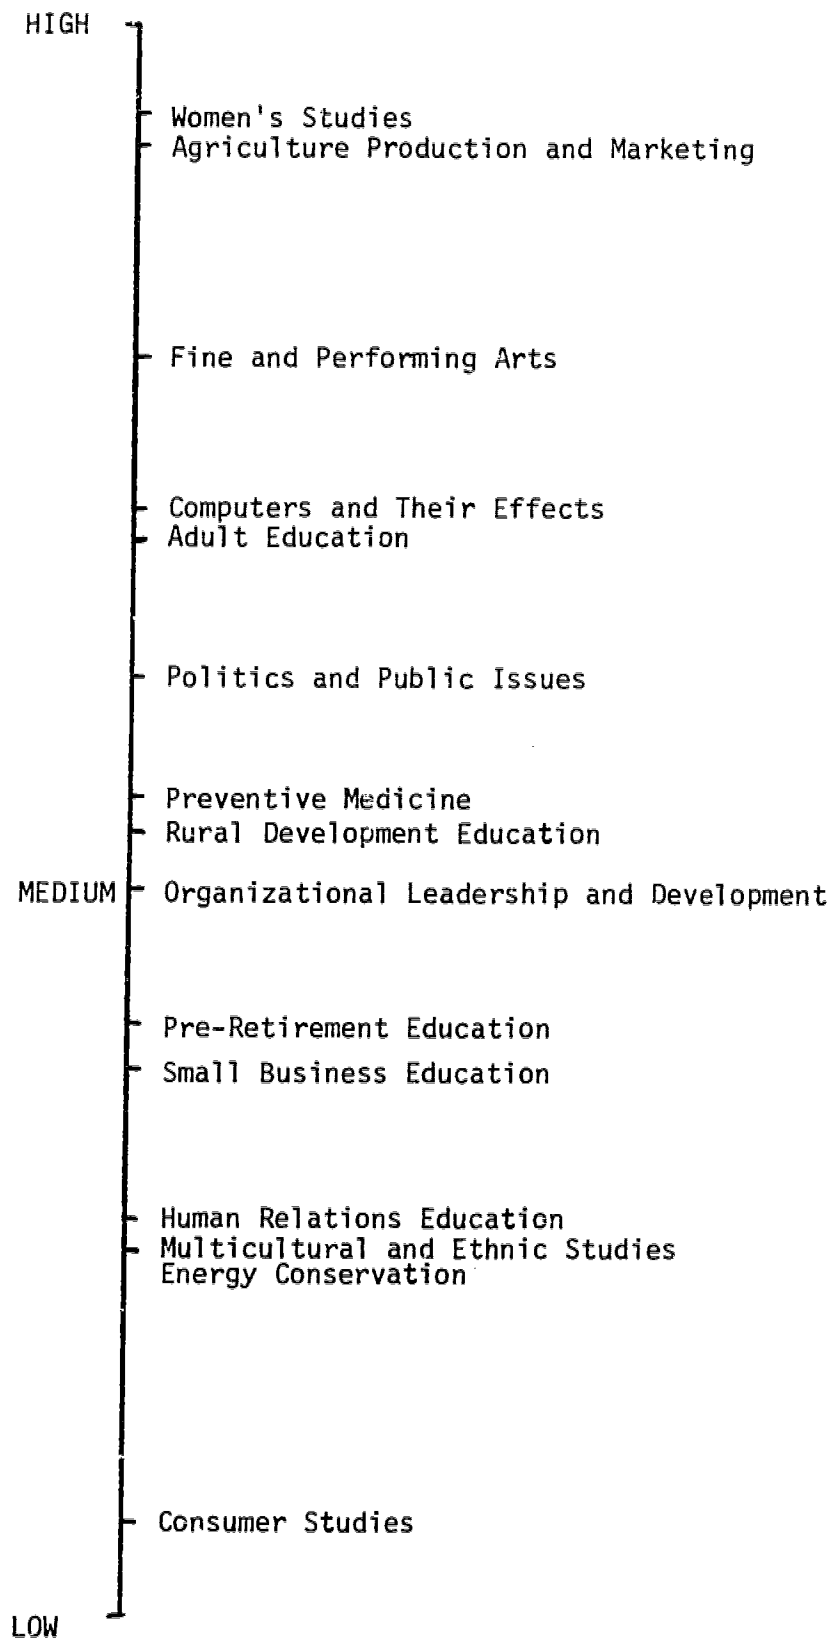 HIGH
Women's Studies
Agriculture Production and Marketing
Fine and Performing Arts
Computers and Their Effects
Adult Education
Politics and Public Issues
Preventive Medicine
Rural Development Education
MEDIUM Organizational Leadership and Development
Pre-Retirement Education
Small Business Education
Human Relations Education
Multicultural and Ethnic Studies
Energy Conservation
Consumer Studies
LOW